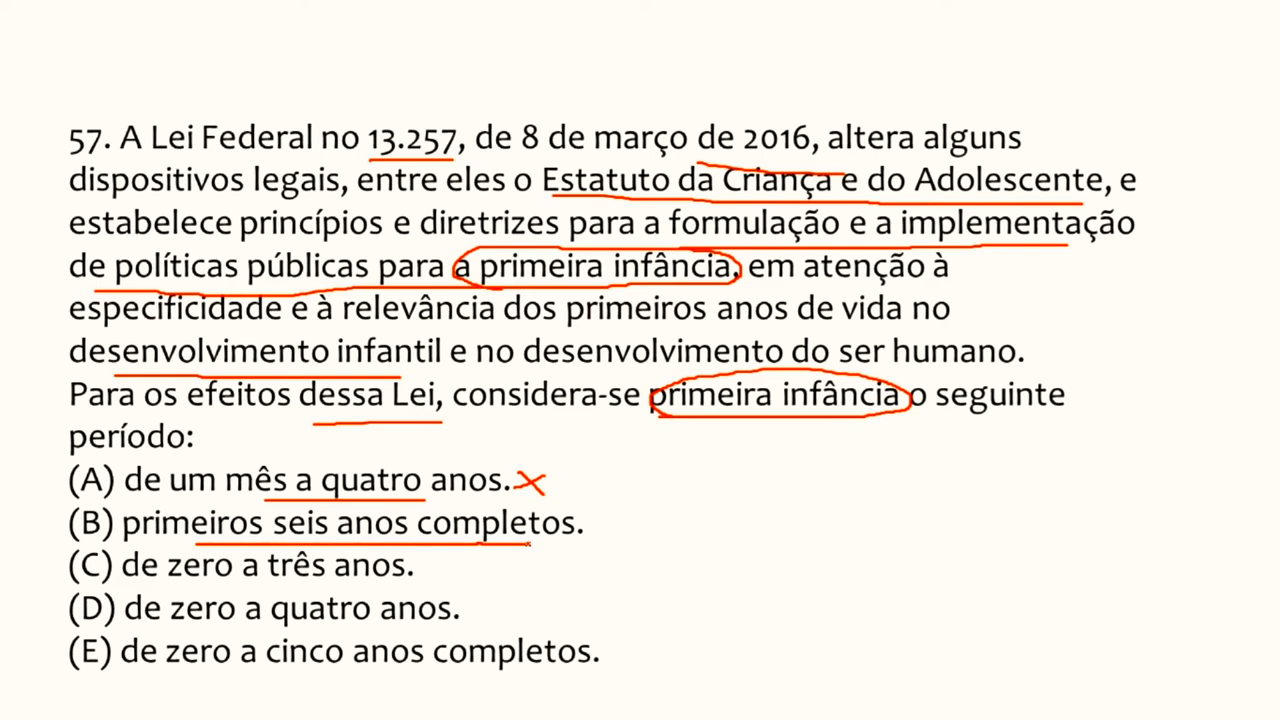 57. A Lei Federal no 13.257, de 8 de março de 2016, altera alguns
dispositivos legais, entre eles o Estatuto da Criança e do Adolescente, e
estabelece princípios e diretrizes para a formulação e a implementação
de políticas públicas para a primeira infância, em atenção à
especificidade e à relevância dos primeiros anos de vida no
desenvolvimento infantil e no desenvolvimento do ser humano.
Para os efeitos dessa Lei, considera-se primeira infância o seguinte
período:
(A) de um mês a quatro anos.
(B) primeiros seis anos completos.
(C) de zero a três anos.
(D) de zero a quatro anos.
(E) de zero a cinco anos completos.